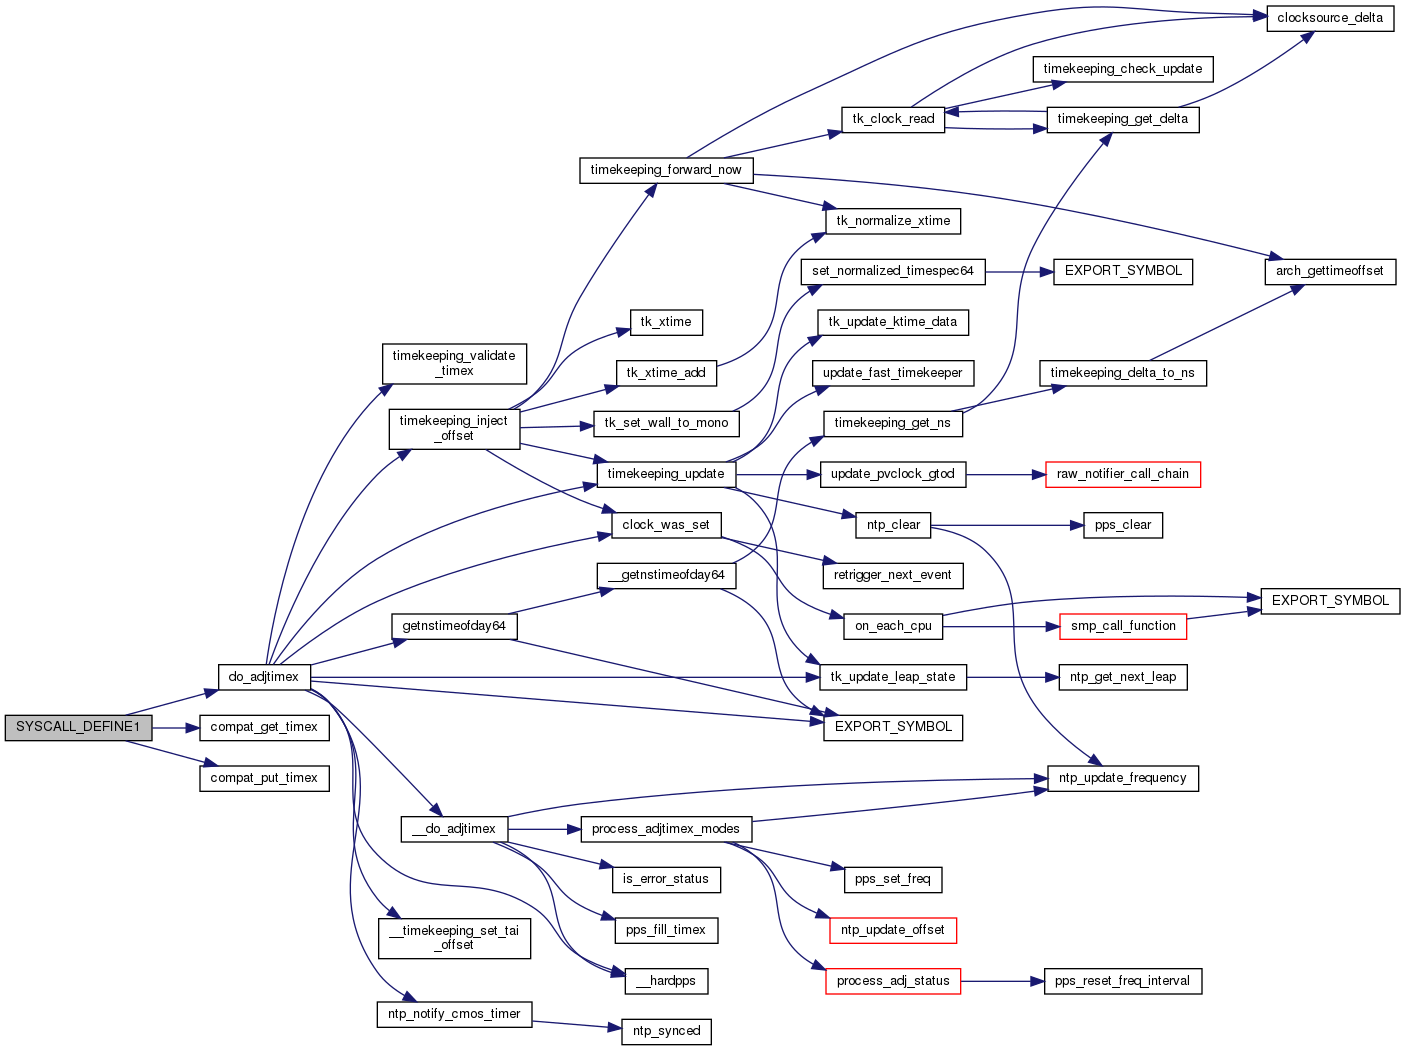 clocksource_delta
timekeeping_check_update
tk_clock_read
timekeeping_get_delta
timekeeping_forward_now
tk_normalize_xtime
set_normalized_timespec64
EXPORT_SYMBOL
arch_gettimeoffset
tk_xtime
tk_update_ktime_data
timekeeping_validate
_timex
tk_xtime_add
update_fast_timekeeper
timekeeping_delta_to_ns
timekeeping_inject
_offset
tk_set_wall_to_mono
timekeeping_get_ns
timekeeping_update
update_pvclock_gtod
raw_notifier_call_chain
clock_was_set
ntp_clear
pps_clear
__getnstimeofday64
retrigger_next_event
getnstimeofday64
on_each_cpu
smp_call_function
EXPORT_SYMBOL
do_adjtimex
tk_update_leap_state
ntp_get_next_leap
SYSCALL_DEFINE1
compat_get_timex
EXPORT_SYMBOL
compat_put_timex
ntp_update_frequency
__do_adjtimex
process_adjtimex_modes
is_error_status
pps_set_freq
pps_fill_timex
ntp_update_offset
__timekeeping_set_tai
_offset
__hardpps
process_adj_status
pps_reset_freq_interval
ntp_notify_cmos_timer
ntp_synced